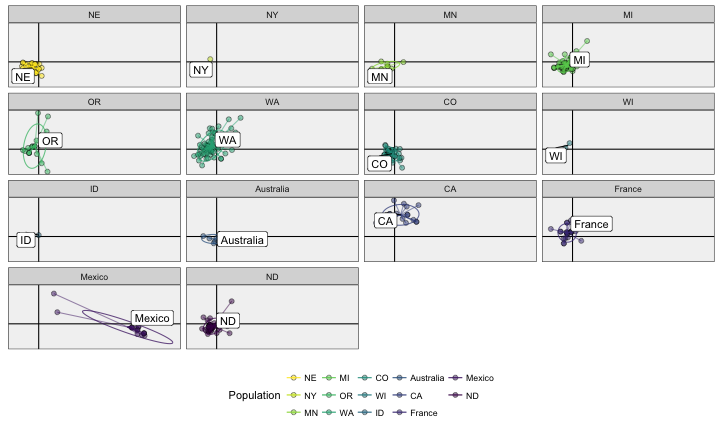 NE NY MN MI
NE NY MN MI
OR WA CO WI
OR WA CO WI
ID Australia CA France
ID Australia CA France
Mexico ND
Mexico ND
NE MI CO Australia Mexico
Population NY OR WI CA ND
MN WA ID France